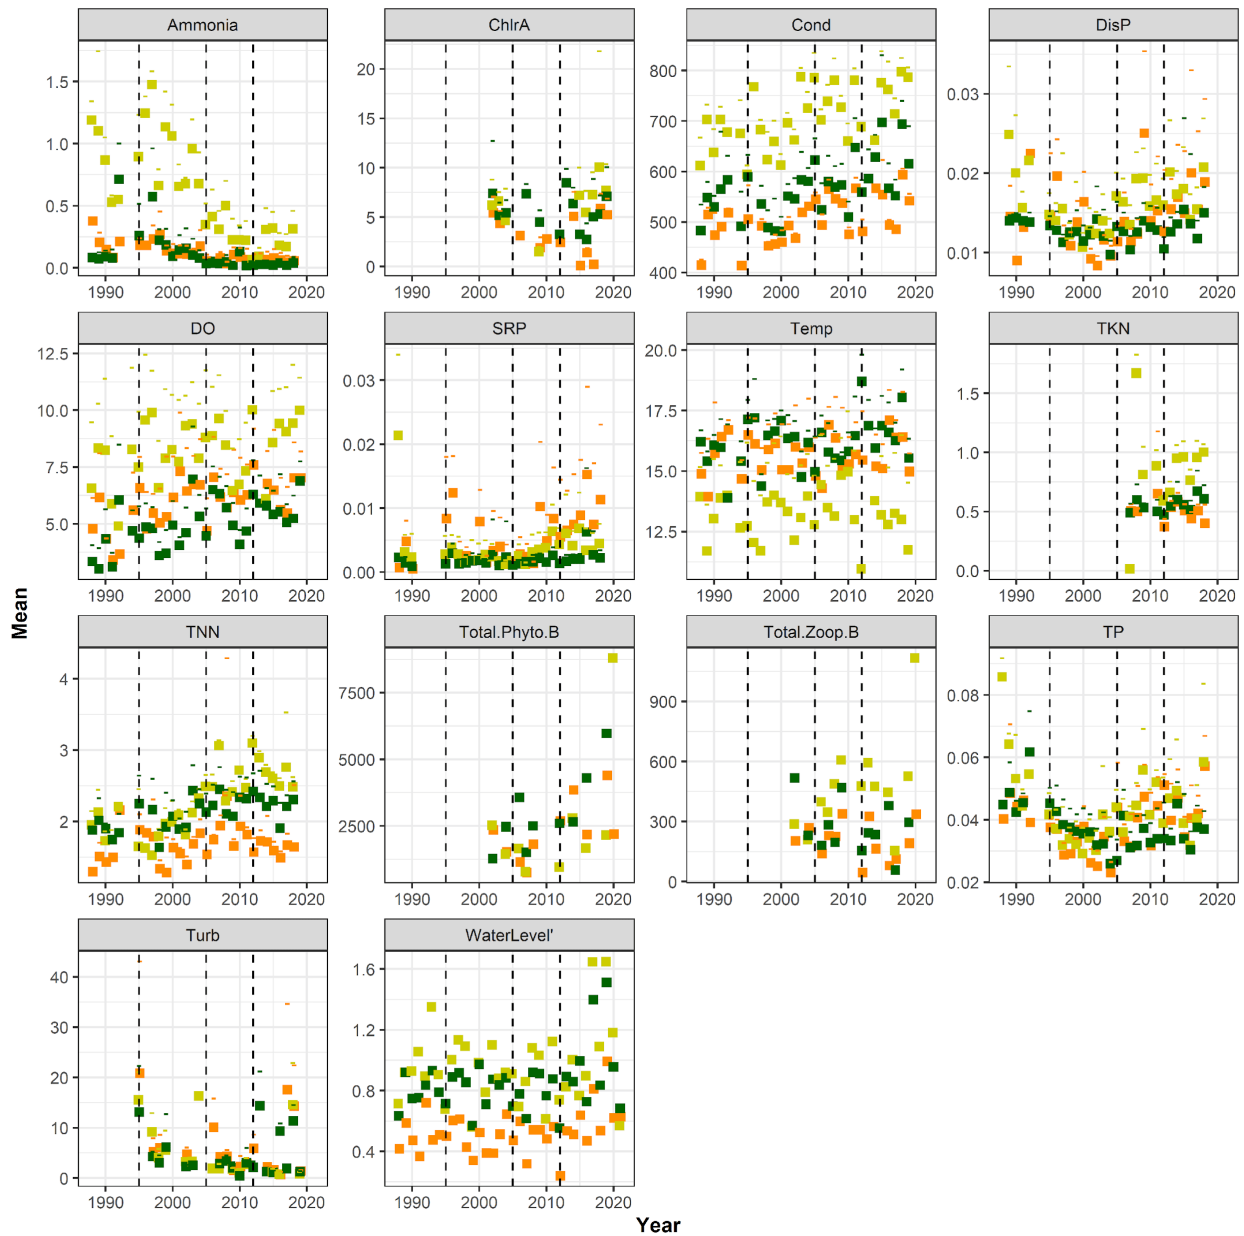 Ammonia ChlrA Cond DisP
1.5 20 800 0.03
1.0 15 700 0.02
0.5 10 600 0.01
0.0 5 500
0 400
1990 2000 2010 2020 1990 2000 2010 2020 1990 2000 2010 2020 1990 2000 2010 2020
DO SRP Temp TKN
12.5 0.03 20.0 1.5
10.0 0.02 17.5 1.0
7.5 0.01 15.0 0.5
5.0 0.00 12.5 0.0
1990 2000 2010 2020 1990 2000 2010 2020 1990 2000 2010 2020 1990 2000 2010 2020
Mean
TNN Total.Phyto.B Total.Zoop.B TP
4 7500 900 0.08
3 5000 600 0.06
2 2500 300 0.04
0 0.02
1990 2000 2010 2020 1990 2000 2010 2020 1990 2000 2010 2020 1990 2000 2010 2020
Turb WaterLevel'
40 1.6
30 1.2
20 0.8
10 0.4
0
1990 2000 2010 2020 1990 2000 2010 2020
Year